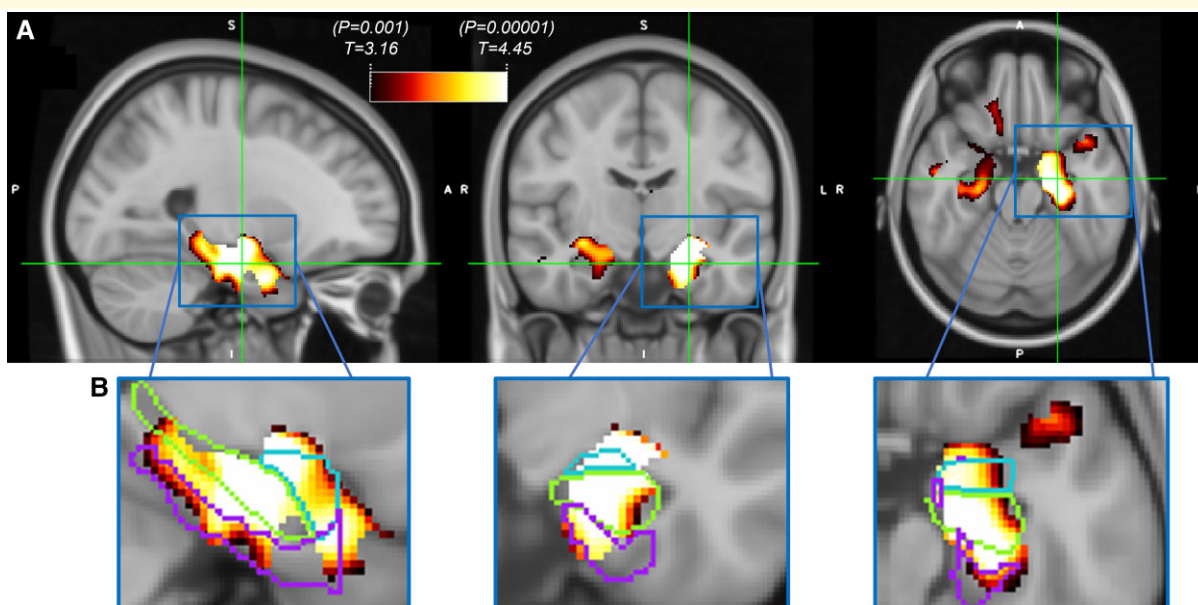 A
S
(P=0.001) (P=0.00001)
T=3.16 T=4.45
S
A
P
A R
L R
I
I
P
B